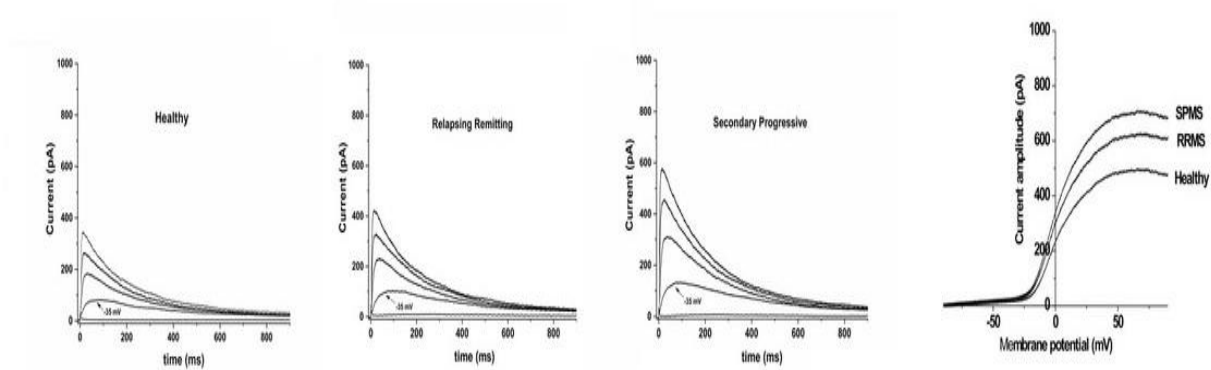 1000
800
600
400
200
0
Current (pA)
Healthy
-35 mV
0 200 400 600 800
time (ms)
1000
800
600
400
200
0
Current (pA)
Relapsing Remitting
-35 mV
0 200 400 600 800
time (ms)
1000
800
600
400
200
0
Current (pA)
Secondary Progressive
-35 mV
0 200 400 600 800
time (ms)
1000
800
600
400
200
0
Current amplitude (pA)
SPMS
RRMS
Healthy
-50 0 50
Membrane potential (mV)